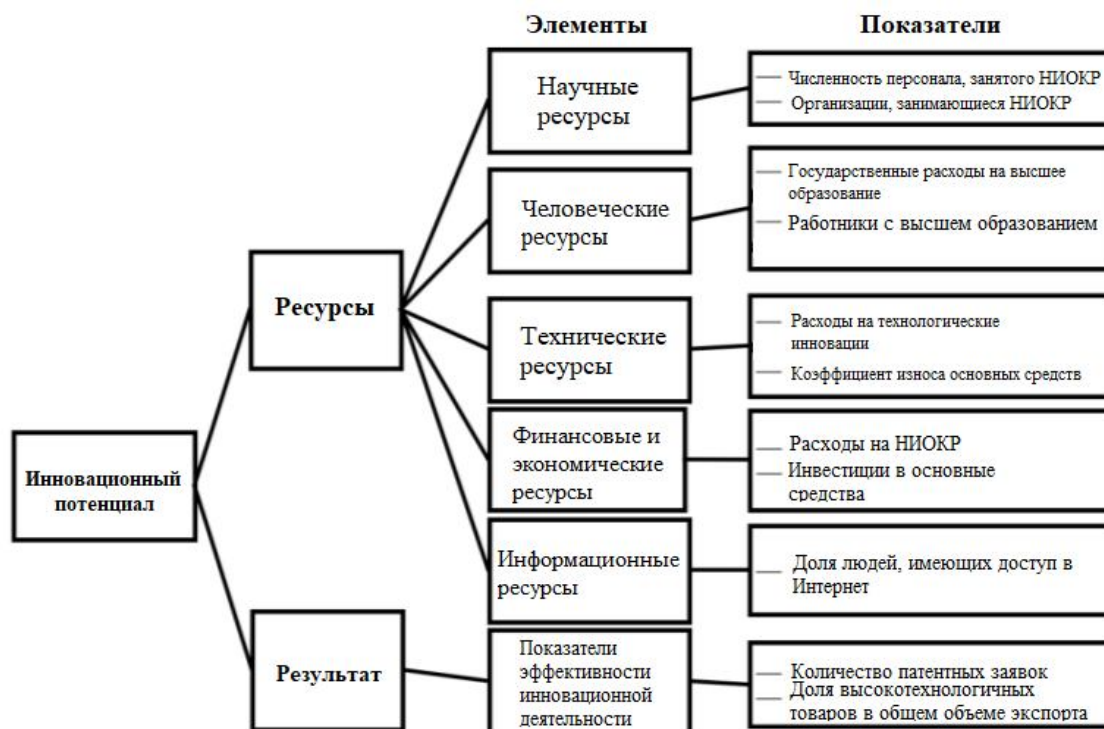 Элементы
Показатели
Научные
ресурсы
— Численность персонала, занятого НИОКР
— Организации, занимающиеся НИОКР
Человеческие
ресурсы
— Государственные расходы на высшее
образование
— Работники с высшем образованием
Ресурсы
Технические
ресурсы
— Расходы на технологические
инновации
— Коэффициент износа основных средств
Финансовые и
экономические
ресурсы
— Расходы на НИОКР
— Инвестиции в основные
средства
Инновационный
потенциал
Информационные
ресурсы
— Доля людей, имеющих доступ в
Интернет
Результат
Показатели
эффективности
инновационной
деятельности
— Количество патентных заявок
— Доля высокотехнологичных
товаров в общем объеме экспорта